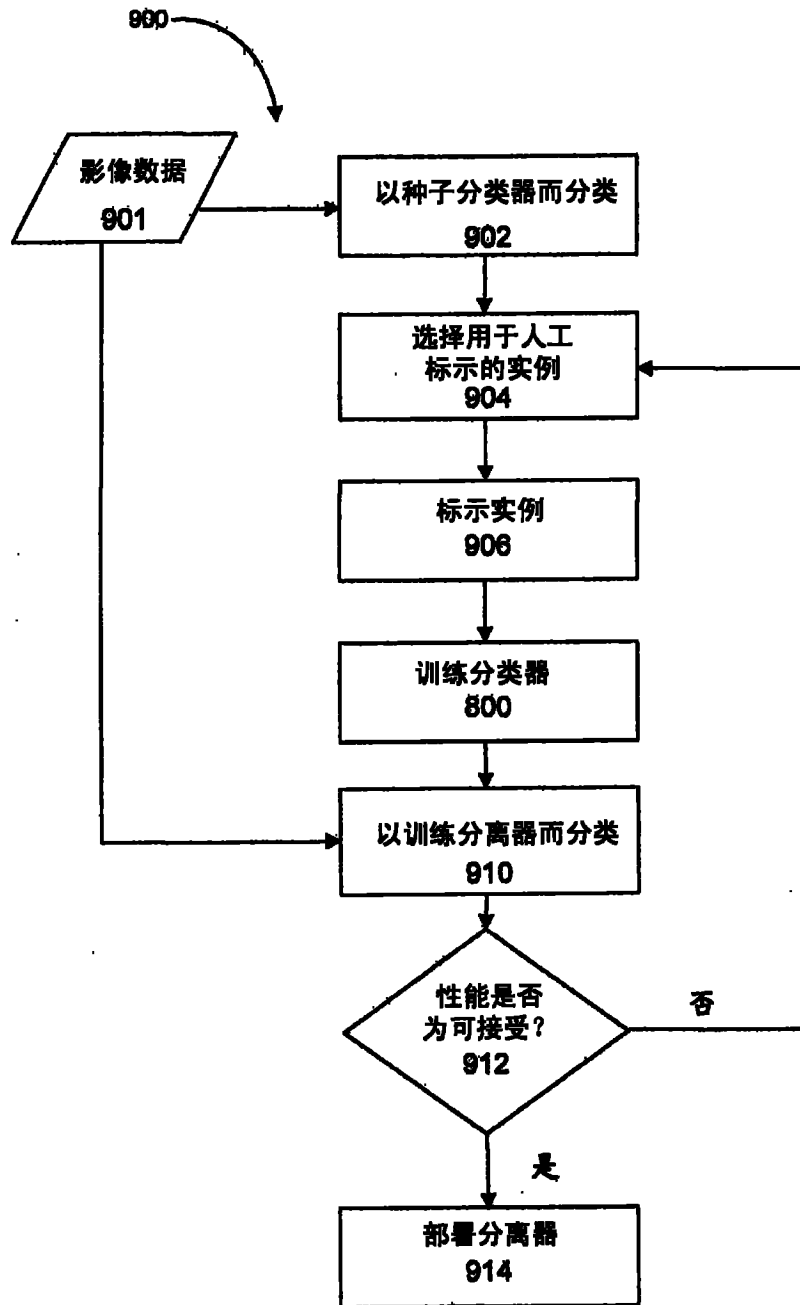 900
影像数据
901
以种子分类器而分类
902
选择用于人工
标示的实例
904
标示实例
906
训练分类器
800
以训练分离器而分类
910
性能是否
为可接受？
912
否
是
部署分离器
914